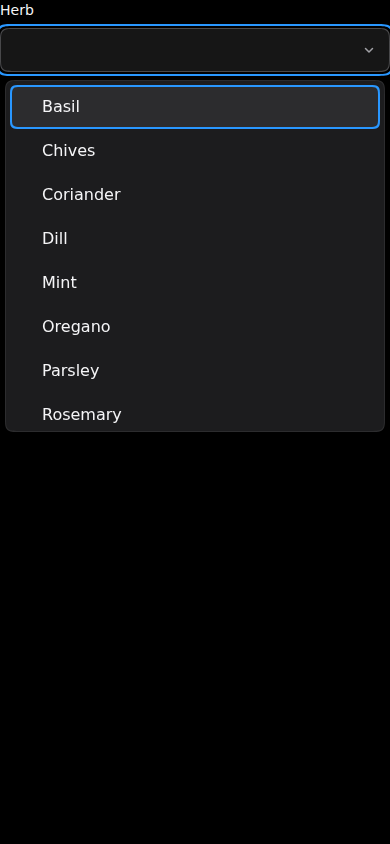 Herb
Basil
Chives
Coriander
Dill
Mint
Oregano
Parsley
Rosemary